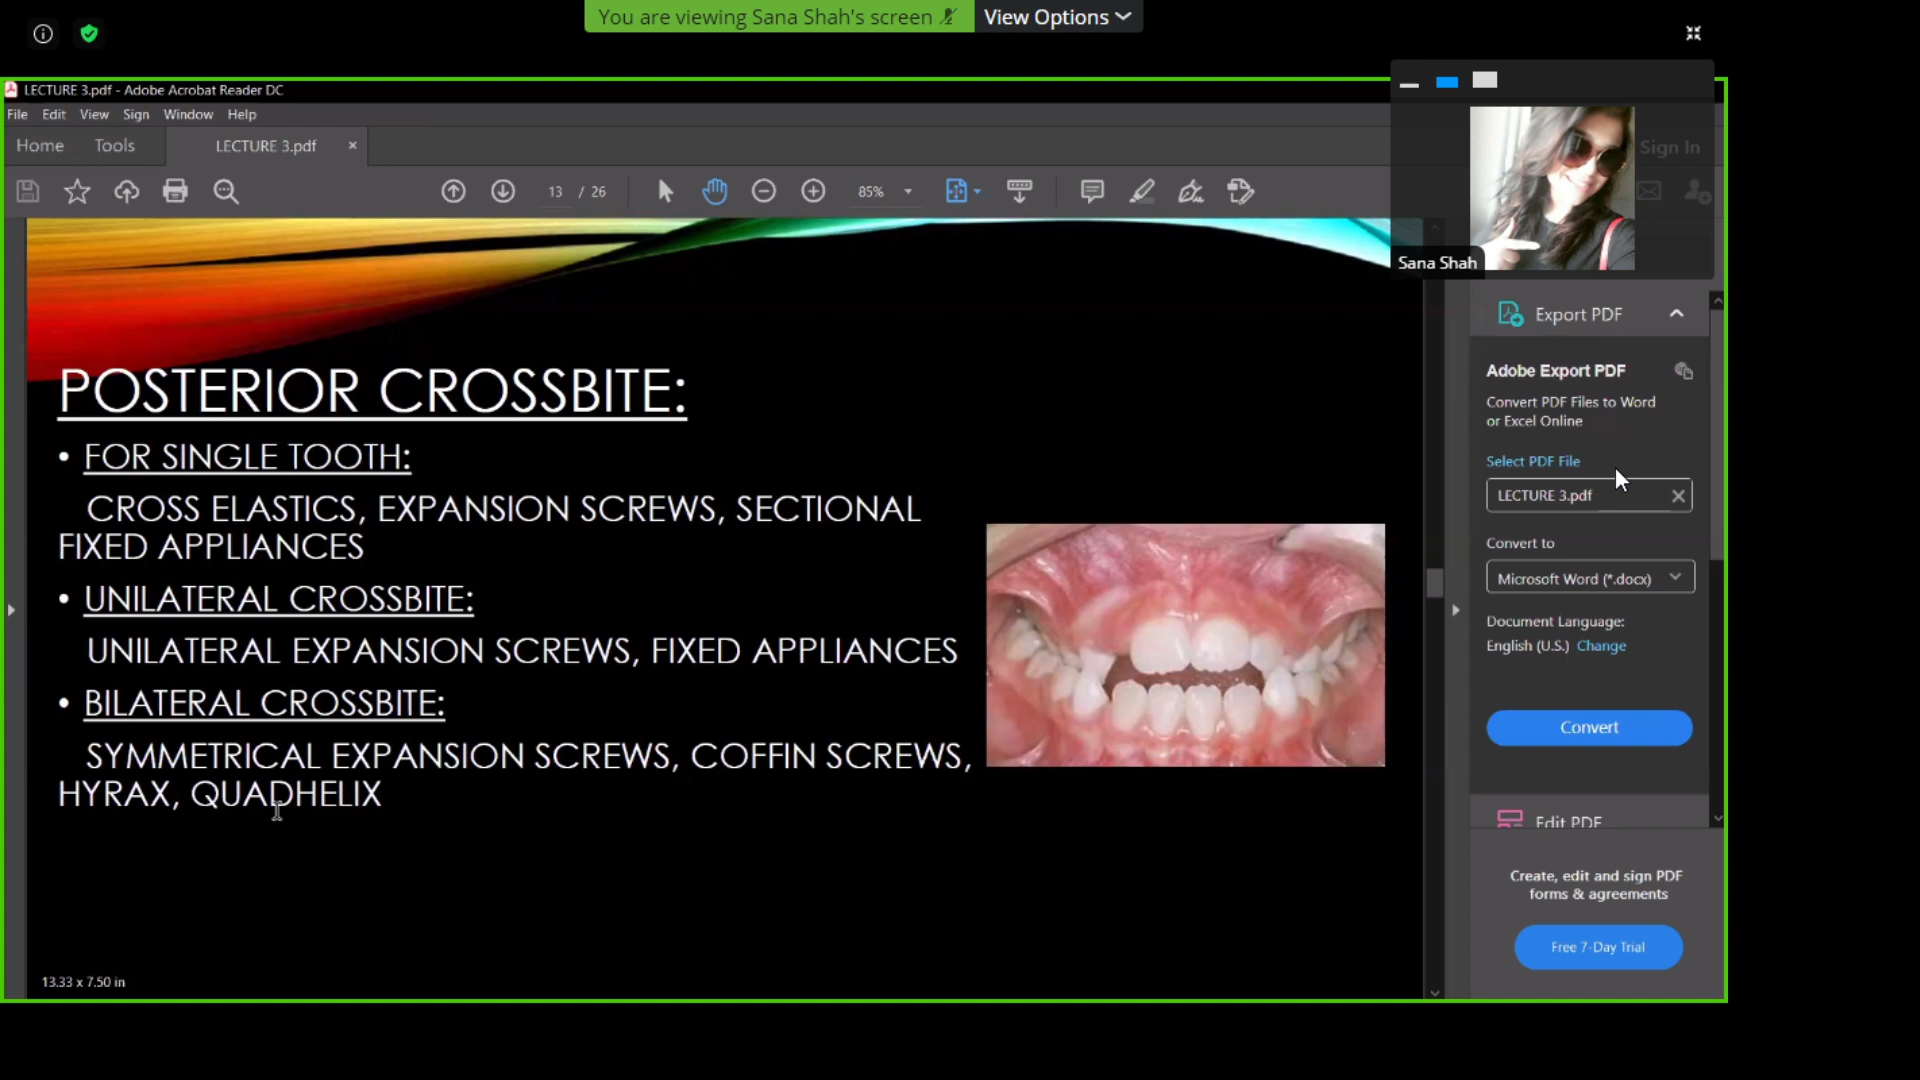 You are viewing Sana Shah's screen
View Options
LECTURE 3.pdf - Adobe Acrobat Reader DC
File Edit View Sign Window Help
Home Tools LECTURE 3.pdf
Sign In
13 / 26
85%
Sana Shah
POSTERIOR CROSSBITE:
• FOR SINGLE TOOTH:
CROSS ELASTICS, EXPANSION SCREWS, SECTIONAL
FIXED APPLIANCES
• UNILATERAL CROSSBITE:
UNILATERAL EXPANSION SCREWS, FIXED APPLIANCES
• BILATERAL CROSSBITE:
SYMMETRICAL EXPANSION SCREWS, COFFIN SCREWS,
HYRAX, QUADHELIX
13.33 x 7.50 in
Export PDF
Adobe Export PDF
Convert PDF Files to Word
or Excel Online
Select PDF File
LECTURE 3.pdf
Convert to
Microsoft Word (*.docx)
Document Language:
English (U.S.) Change
Convert
Edit PDF
Create, edit and sign PDF
forms & agreements
Free 7-Day Trial